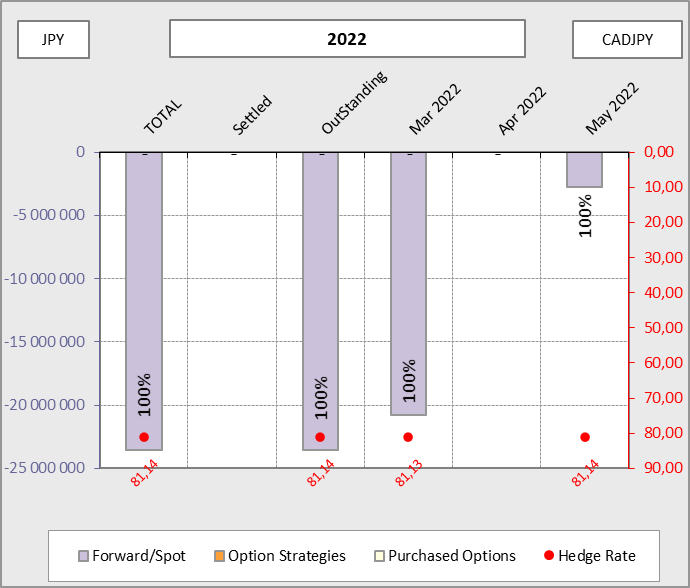 JPY
2022
CADJPY
TOTAL
Settled
OutStanding
Mar 2022
Apr 2022
May 2022
0
-5 000 000
-10 000 000
-15 000 000
-20 000 000
-25 000 000
0,00
10,00
20,00
30,00
40,00
50,00
60,00
70,00
80,00
90,00
100%
100%
100%
100%
81,14
81,14
81,13
81,14
Forward/Spot
Option Strategies
Purchased Options
Hedge Rate